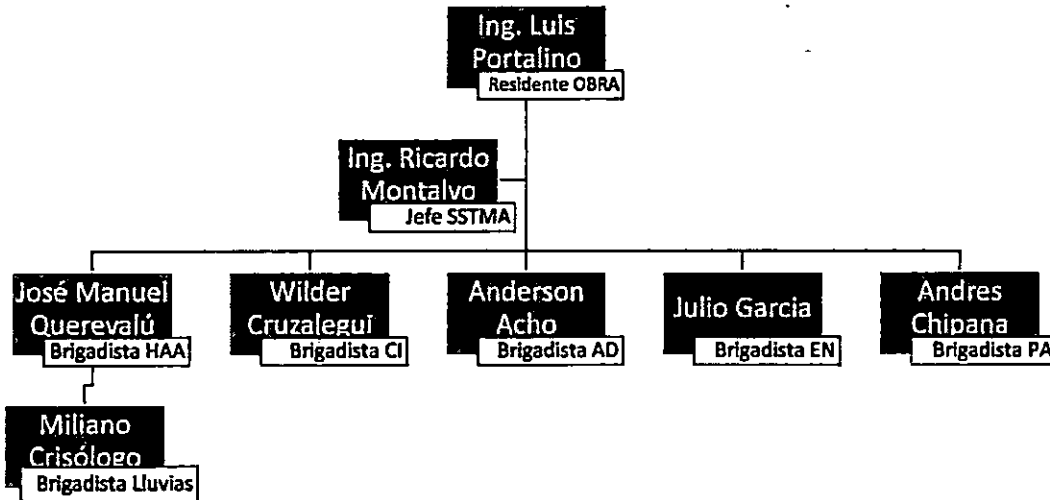 Ing. Luis
Portalino
Residente OBRA
Ing. Ricardo
Montalvo
Jefe SSTMA
José Manuel
Querevalú
Brigadista HAA
Wilder
Cruzalegui
Brigadista CI
Anderson
Acho
Brigadista AD
Julio Garcia
Brigadista EN
Andres
Chipana
Brigadista PA
Miliano
Crisólogo
Brigadista Lluvias